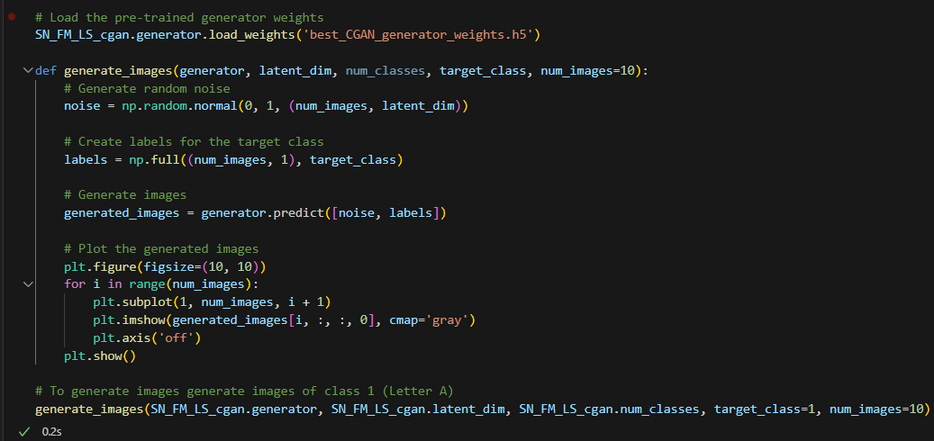 # Load the pre-trained generator weights
SN_FM_LS_cgan.generator.load_weights('best_CGAN_generator_weights.h5')
def generate_images(generator, latent_dim, num_classes, target_class, num_images=10):
# Generate random noise
noise = np.random.normal(0, 1, (num_images, latent_dim))
# Create labels for the target class
labels = np.full((num_images, 1), target_class)
# Generate images
generated_images = generator.predict([noise, labels])
# Plot the generated images
plt.figure(figsize=(10, 10))
for i in range(num_images):
plt.subplot(1, num_images, i + 1)
plt.imshow(generated_images[i, :, :, 0], cmap='gray')
plt.axis('off')
plt.show()
# To generate images generate images of class 1 (Letter A)
generate_images(SN_FM_LS_cgan.generator, SN_FM_LS_cgan.latent_dim, SN_FM_LS_cgan.num_classes, target_class=1, num_images=10)
0.2s